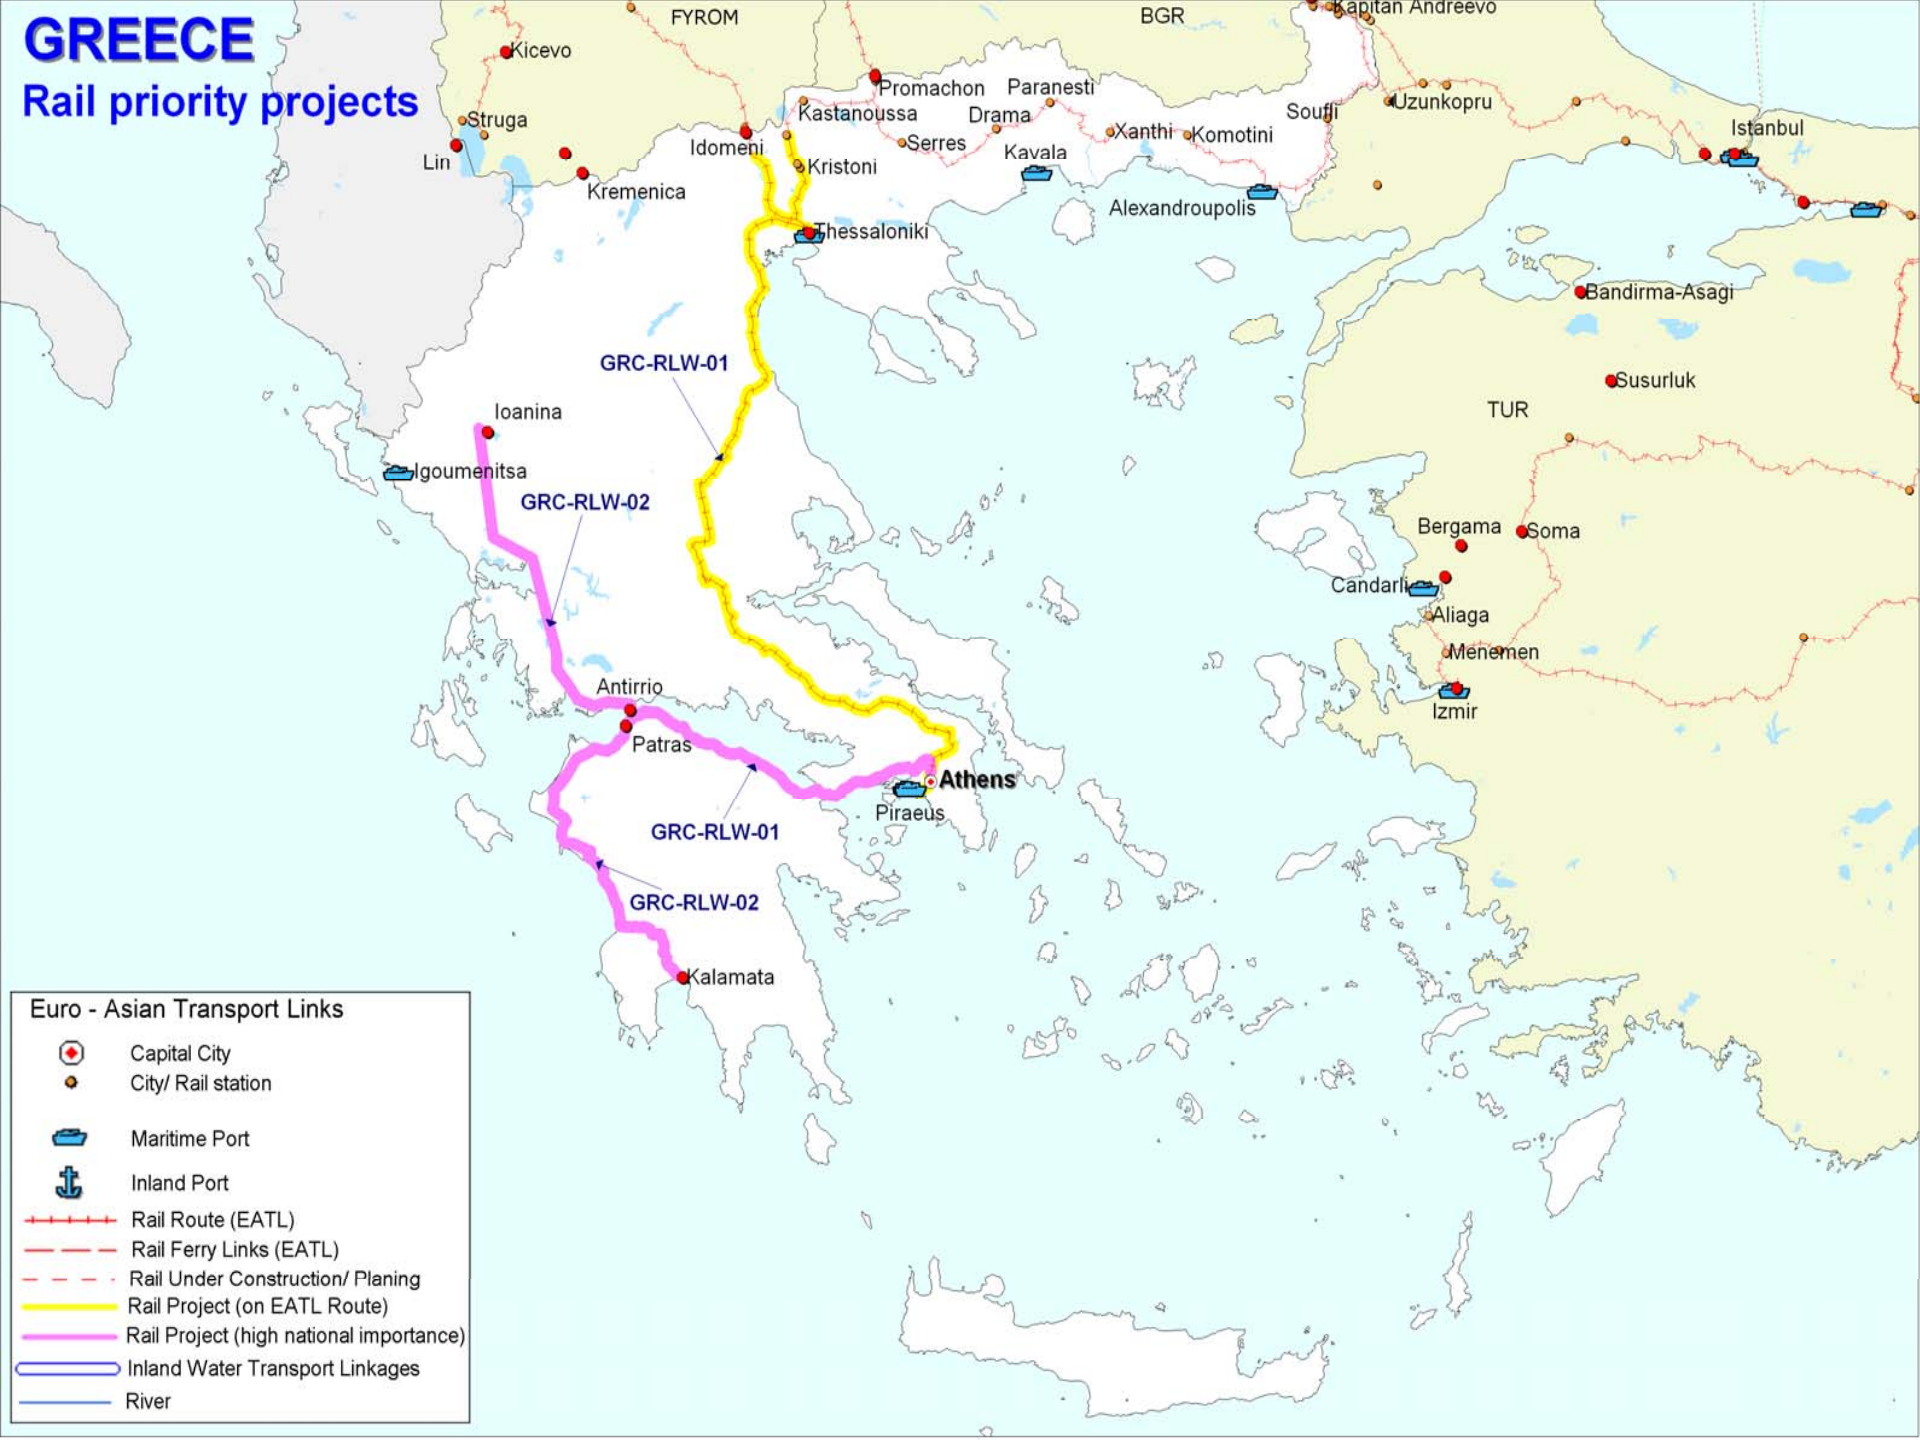 GREECE
Rail priority projects
FYROM
BGR
Kapitan Andreevo
Kicevo
Struga
Lin
Kremenica
Idomeni
Promachon
Kastanoussa
Kristoni
Serres
Drama
Paranesti
Kavala
Xanthi
Komotini
Soufli
Uzunkopru
Istanbul
Alexandroupolis
Thessaloniki
Bandirma-Asagi
GRC-RLW-01
Susurluk
TUR
Ioanina
Igoumenitsa
GRC-RLW-02
Bergama
Soma
Candarli
Aliaga
Menemen
Izmir
Antirrio
Patras
Athens
Piraeus
GRC-RLW-01
GRC-RLW-02
Kalamata
Euro - Asian Transport Links
Capital City
City/ Rail station
Maritime Port
Inland Port
Rail Route (EATL)
Rail Ferry Links (EATL)
Rail Under Construction/ Planing
Rail Project (on EATL Route)
Rail Project (high national importance)
Inland Water Transport Linkages
River